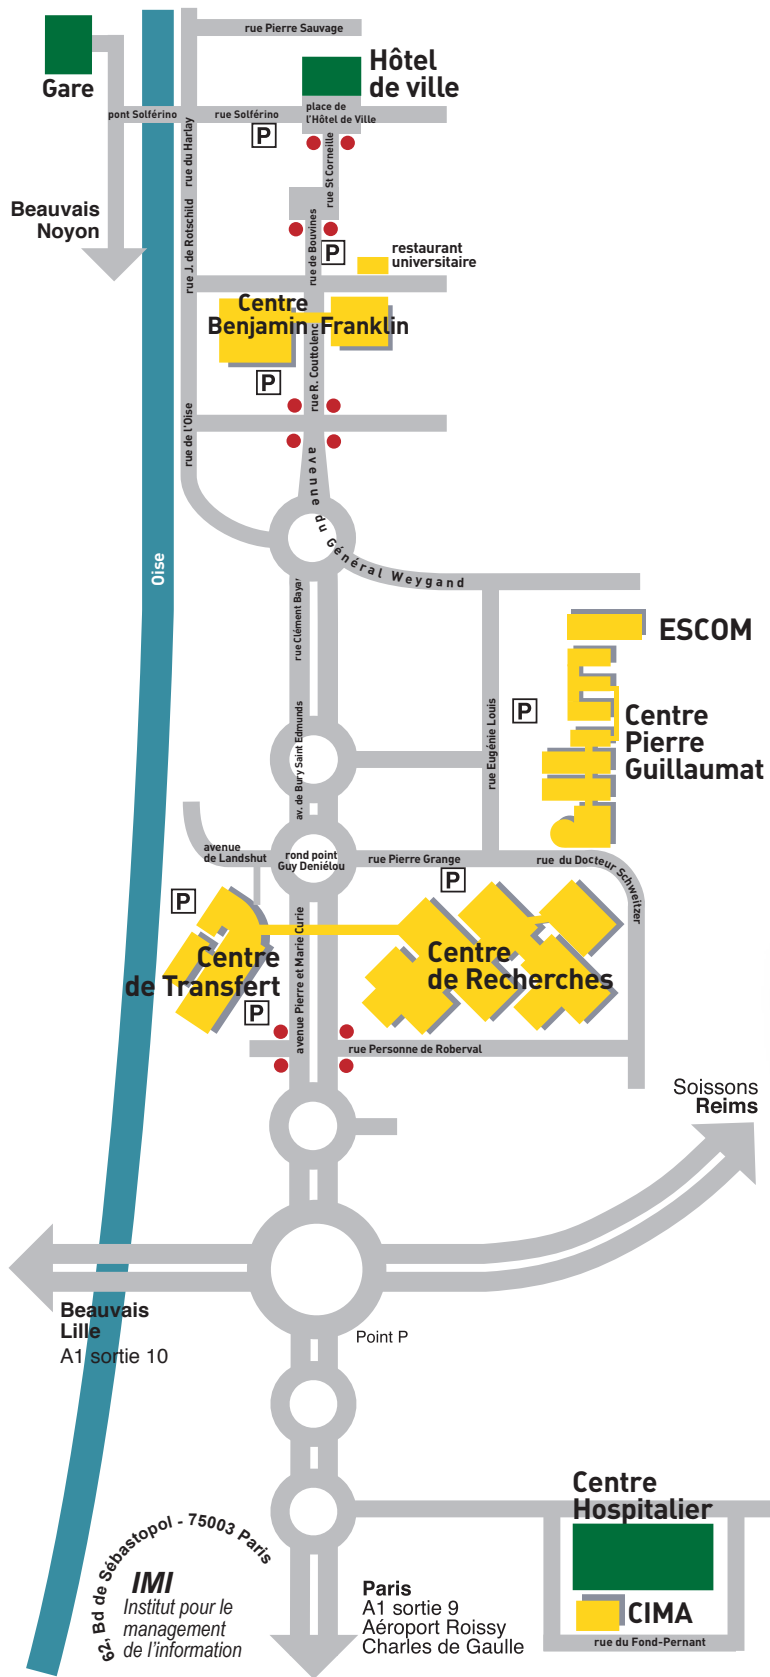 rue Pierre Sauvage
Gare
Hôtel
de ville
pont Solférino
rue du Harlay
rue Solférino
place de
l'Hôtel de Ville
P
rue St Corneille
Beauvais
Noyon
rue J. de Rotschild
rue de Bouvines
P
restaurant
universitaire
Centre
Benjamin Franklin
rue R. Couttolenc
P
rue de l'Oise
avenue du Général Weygand
Oise
rue Clément Bayar
ESCOM
rue Eugénie Louis
P
Centre
Pierre
Guillaumat
av. de Bury Saint Edmunds
avenue
de Landshut
rond point
Guy Deniélou
rue Pierre Grange
rue du Docteur Schweitzer
P
P
avenue Pierre et Marie Curie
Centre
de Transfert
Centre
de Recherches
P
rue Personne de Roberval
Soissons
Reims
Beauvais
Lille
A1 sortie 10
Point P
Centre
Hospitalier
62, Bd de Sébastopol - 75003 Paris
IMI
Institut pour le
management
de l'information
Paris
A1 sortie 9
Aéroport Roissy
Charles de Gaulle
CIMA
rue du Fond-Pernant